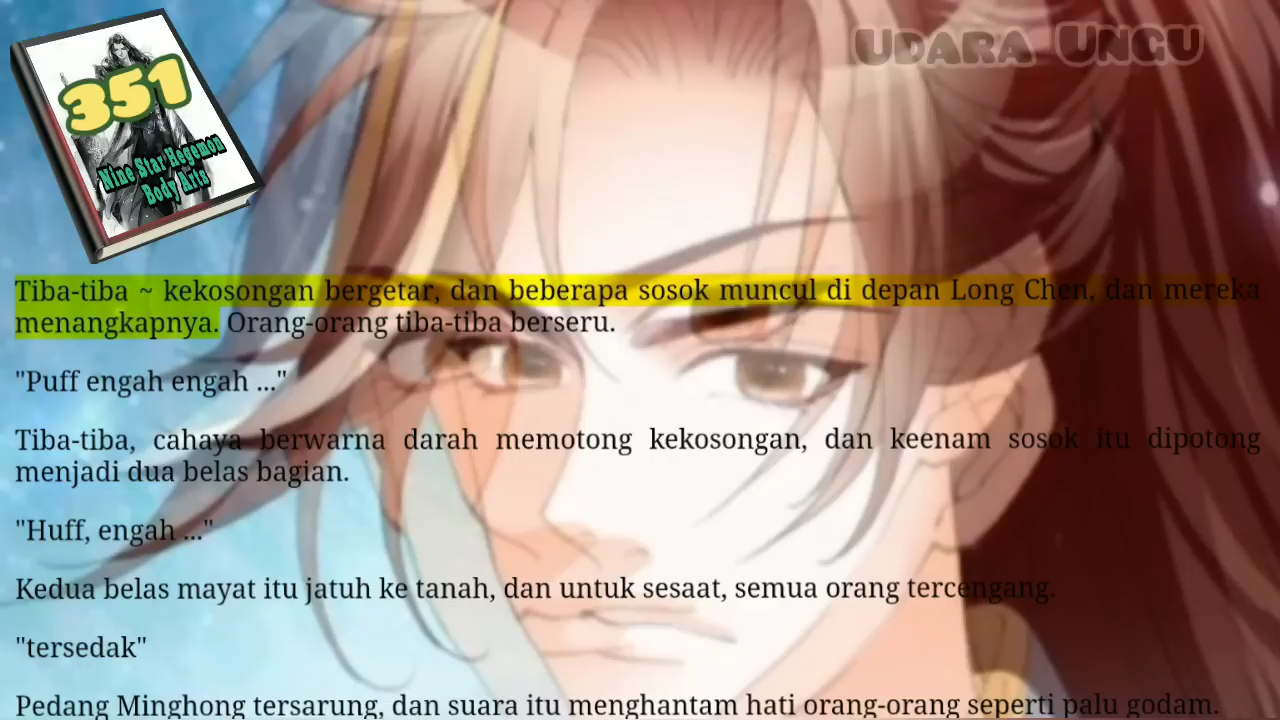 Udara Ungu
351
Nine Star Hegemon
Body Arts
Tiba-tiba ~ kekosongan bergetar, dan beberapa sosok muncul di depan Long Chen, dan mereka
menangkapnya. Orang-orang tiba-tiba berseru.
"Puff engah engah ..."
Tiba-tiba, cahaya berwarna darah memotong kekosongan, dan keenam sosok itu dipotong
menjadi dua belas bagian.
"Huff, engah ..."
Kedua belas mayat itu jatuh ke tanah, dan untuk sesaat, semua orang tercengang.
"tersedak"
Pedang Minghong tersarung, dan suara itu menghantam hati orang-orang seperti palu godam.